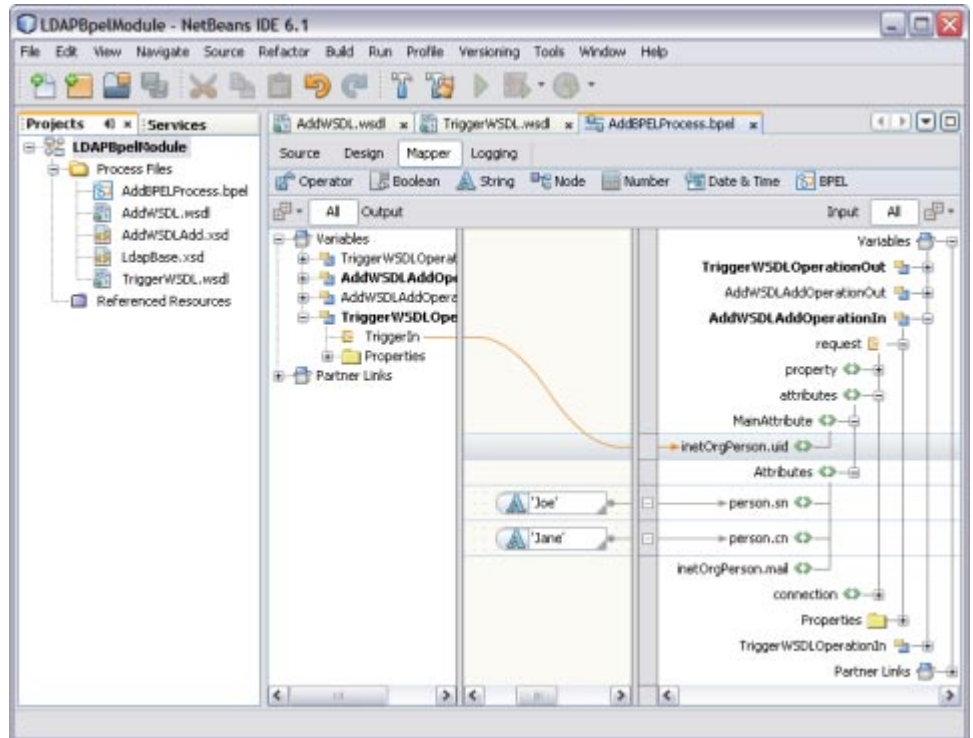 LDAPBpelModule - NetBeans IDE 6.1
File Edit View Navigate Source Refactor Build Run Profile Versioning Tools Window Help
Projects Services
AddWSDL.wsdl TriggerWSDL.wsdl AddBPELProcess.bpel
LDAPBpelModule
Process Files
AddBPELProcess.bpel
AddWSDL.wsdl
AddWSDLAdd.xsd
LdapBase.xsd
TriggerWSDL.wsdl
Referenced Resources
Source Design Mapper Logging
Operator Boolean String Node Number Date & Time BPEL
All Output Input All
Variables
TriggerWSDLOperat
AddWSDLAddOpe
AddWSDLAddOpera
TriggerWSDLOpe
TriggerIn
Properties
Partner Links
'Joe'
'Jane'
Variables
TriggerWSDLOperationOut
AddWSDLAddOperationOut
AddWSDLAddOperationIn
request
property
attributes
MainAttribute
inetOrgPerson.uid
Attributes
person.sn
person.cn
inetOrgPerson.mail
connection
Properties
TriggerWSDLOperationIn
Partner Links